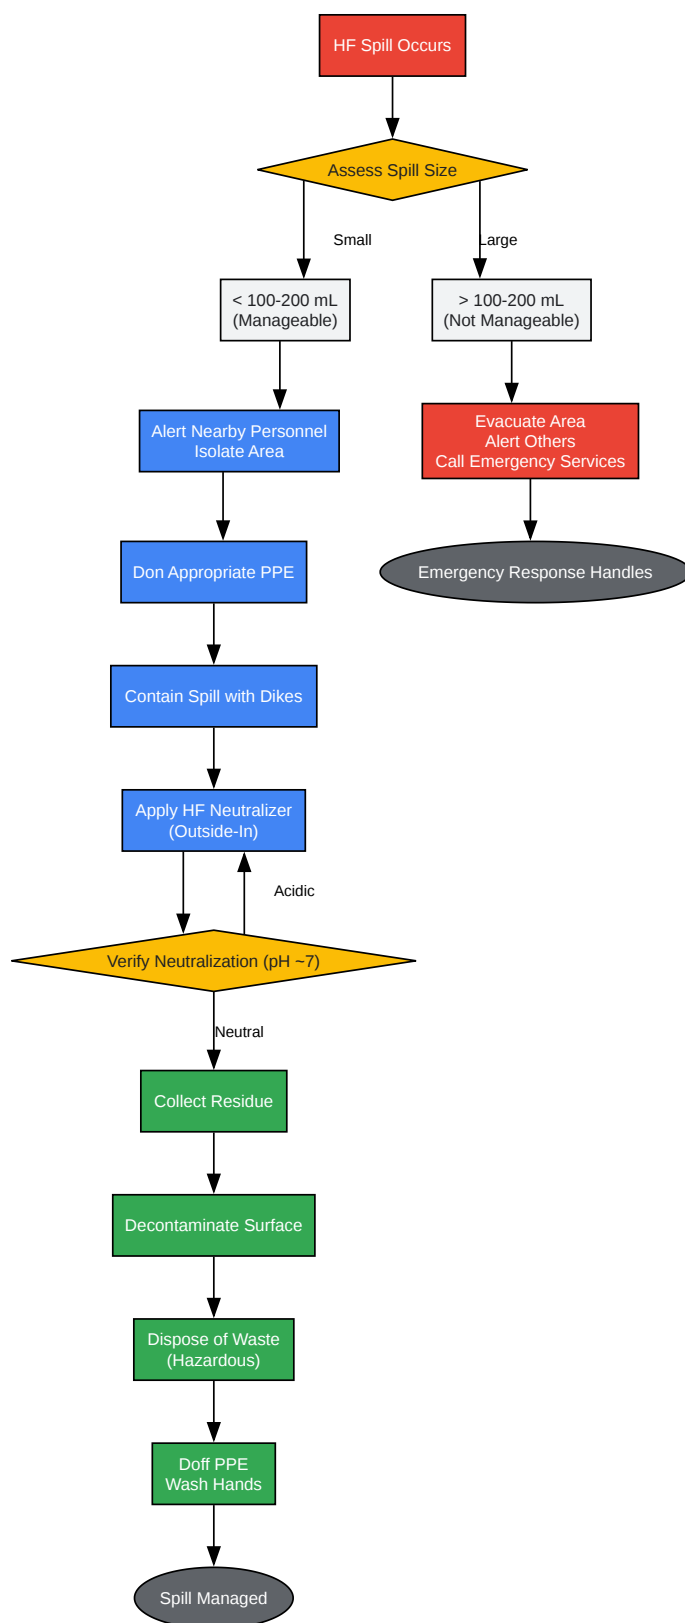 HF Spill Occurs
Assess Spill Size
Small
Large
< 100-200 mL
(Manageable)
> 100-200 mL
(Not Manageable)
Alert Nearby Personnel
Isolate Area
Evacuate Area
Alert Others
Call Emergency Services
Don Appropriate PPE
Emergency Response Handles
Contain Spill with Dikes
Apply HF Neutralizer
(Outside-In)
Acidic
Verify Neutralization (pH ~7)
Neutral
Collect Residue
Decontaminate Surface
Dispose of Waste
(Hazardous)
Doff PPE
Wash Hands
Spill Managed